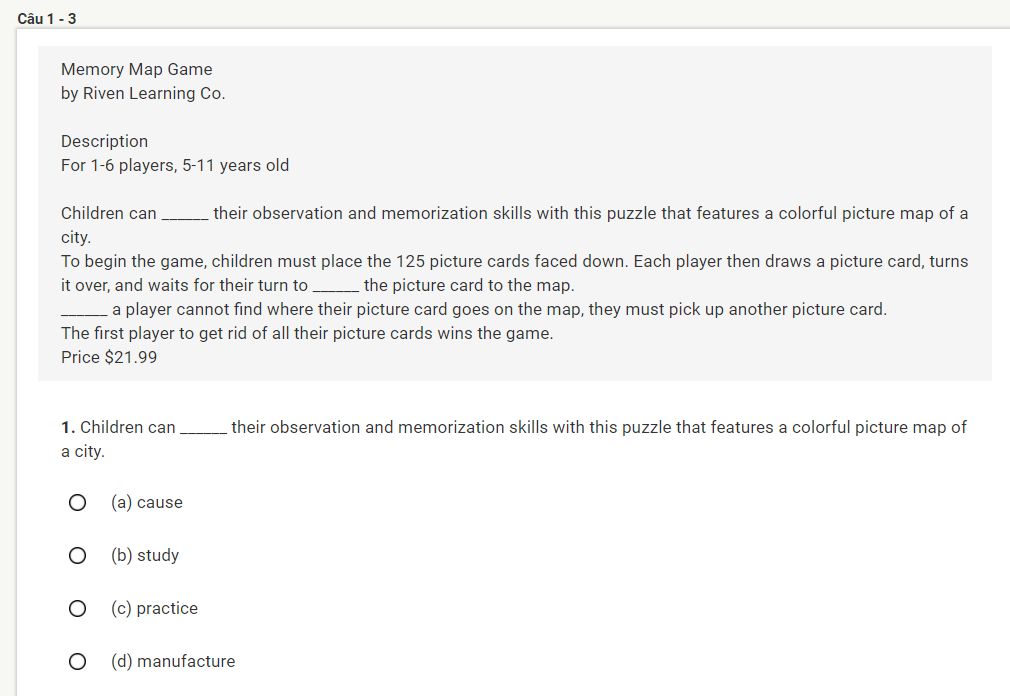 Câu 1 - 3
Memory Map Game
by Riven Learning Co.
Description
For 1-6 players, 5-11 years old
Children can ______ their observation and memorization skills with this puzzle that features a colorful picture map of a
city.
To begin the game, children must place the 125 picture cards faced down. Each player then draws a picture card, turns
it over, and waits for their turn to ______ the picture card to the map.
______ a player cannot find where their picture card goes on the map, they must pick up another picture card.
The first player to get rid of all their picture cards wins the game.
Price $21.99
1. Children can ______ their observation and memorization skills with this puzzle that features a colorful picture map of
a city.
(a) cause
(b) study
(c) practice
(d) manufacture